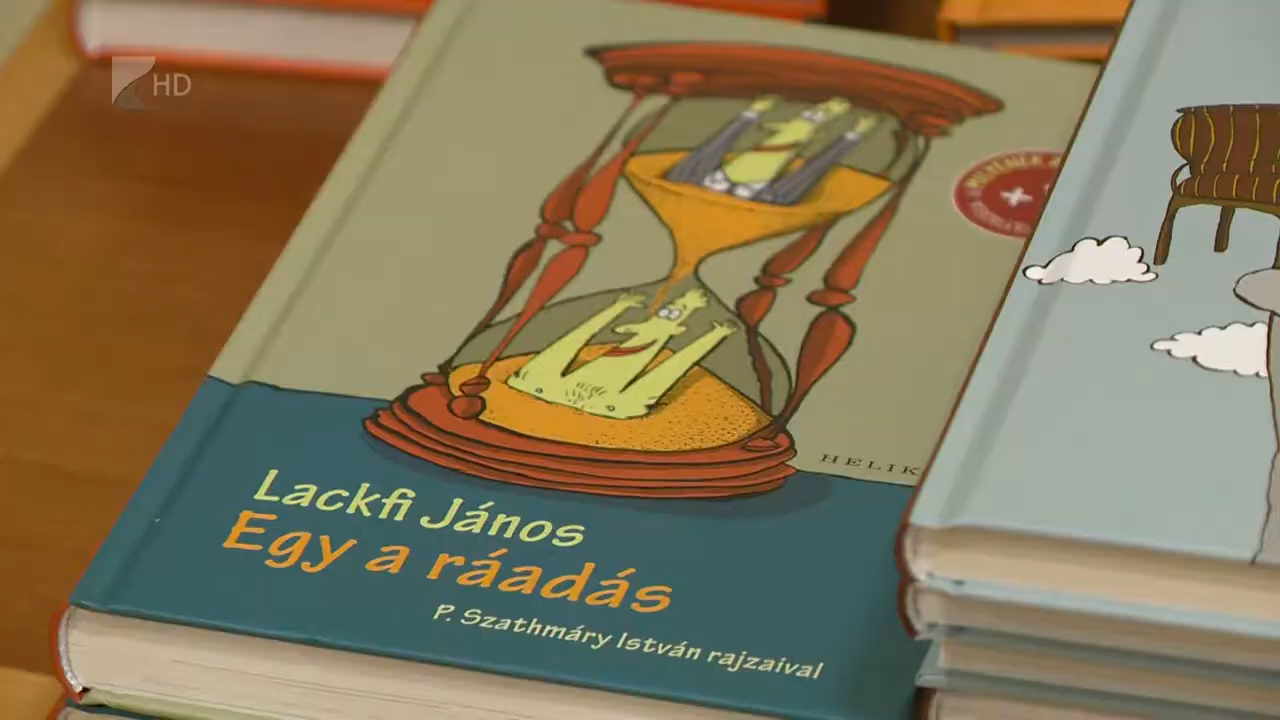 HD
HELIK
Lackfi János
Egy a ráadás
P. Szathmáry István rajzaival